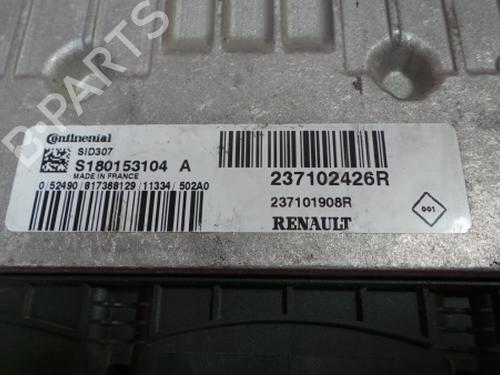 Continental
SID307
S180153104 A
MADE IN FRANCE
0 52490 / 817368129 / 11334 / 502A0
237102426R
237101908R
RENAULT
001
B-PARTS